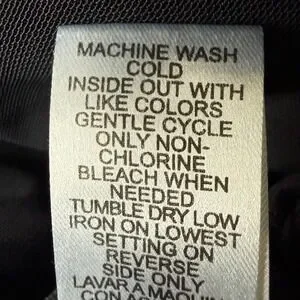 MACHINE WASH
COLD
INSIDE OUT WITH
LIKE COLORS
GENTLE CYCLE
ONLY NON-
CHLORINE
BLEACH WHEN
NEEDED
TUMBLE DRY LOW
IRON ON LOWEST
SETTING ON
REVERSE
SIDE ONLY
LAVAR A MAQUI